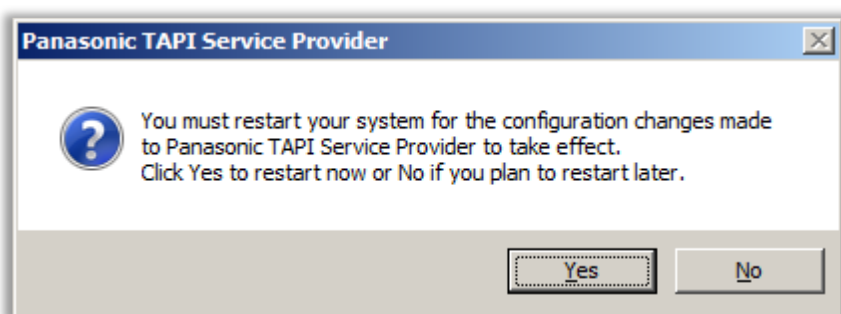 Panasonic TAPI Service Provider
You must restart your system for the configuration changes made
to Panasonic TAPI Service Provider to take effect.
Click Yes to restart now or No if you plan to restart later.
Yes
No